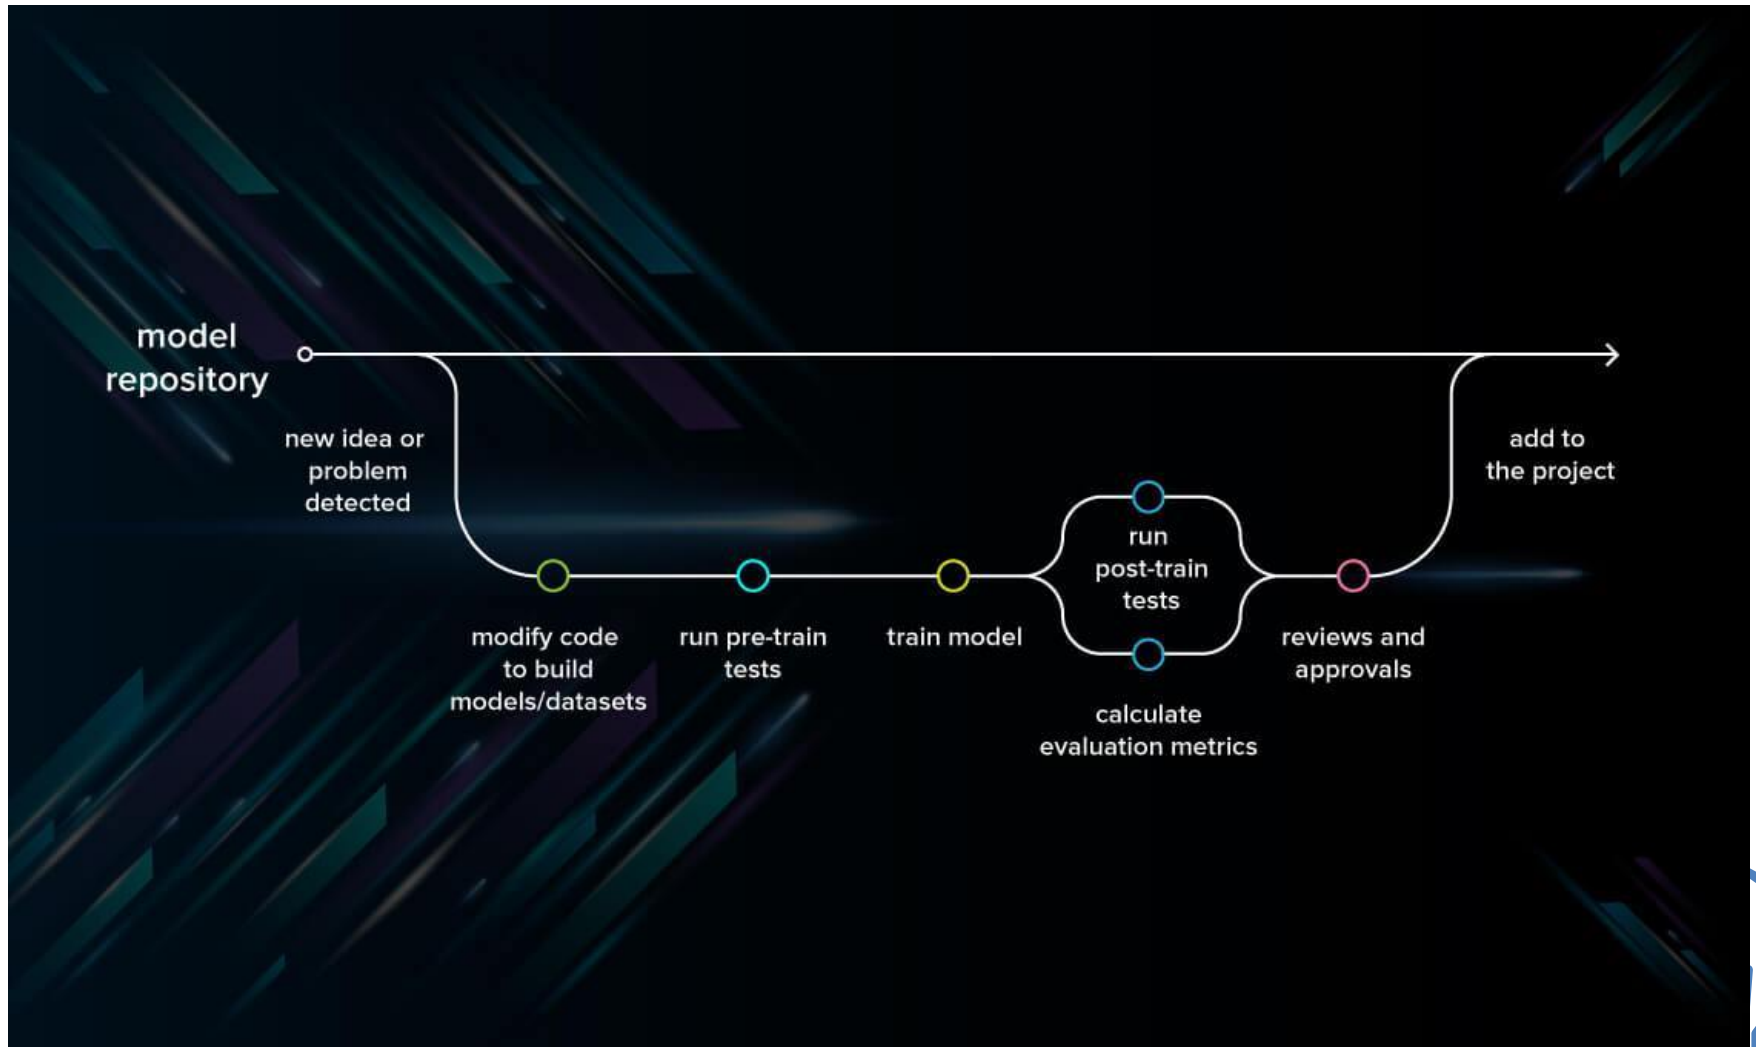 model
repository
new idea or
problem
detected
modify code
to build
models/datasets
run pre-train
tests
train model
run
post-train
tests
calculate
evaluation metrics
reviews and
approvals
add to
the project